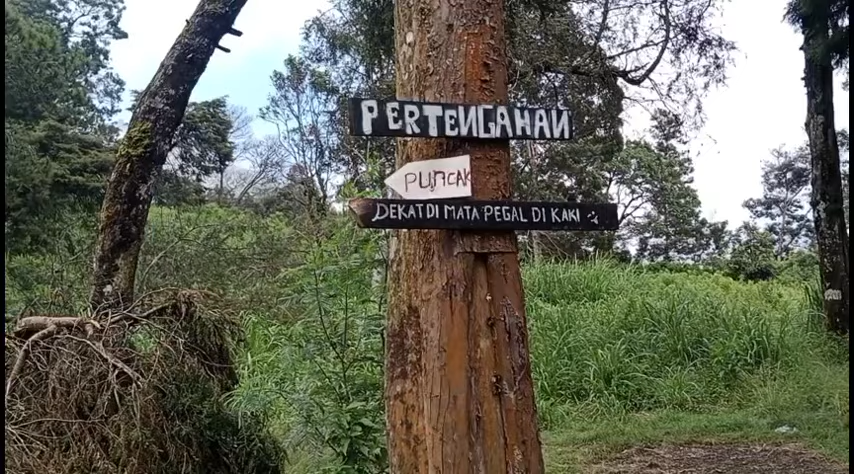 PERTENGAHAN
PUNCAK
DEKAT DI MATA PEGAL DI KAKI